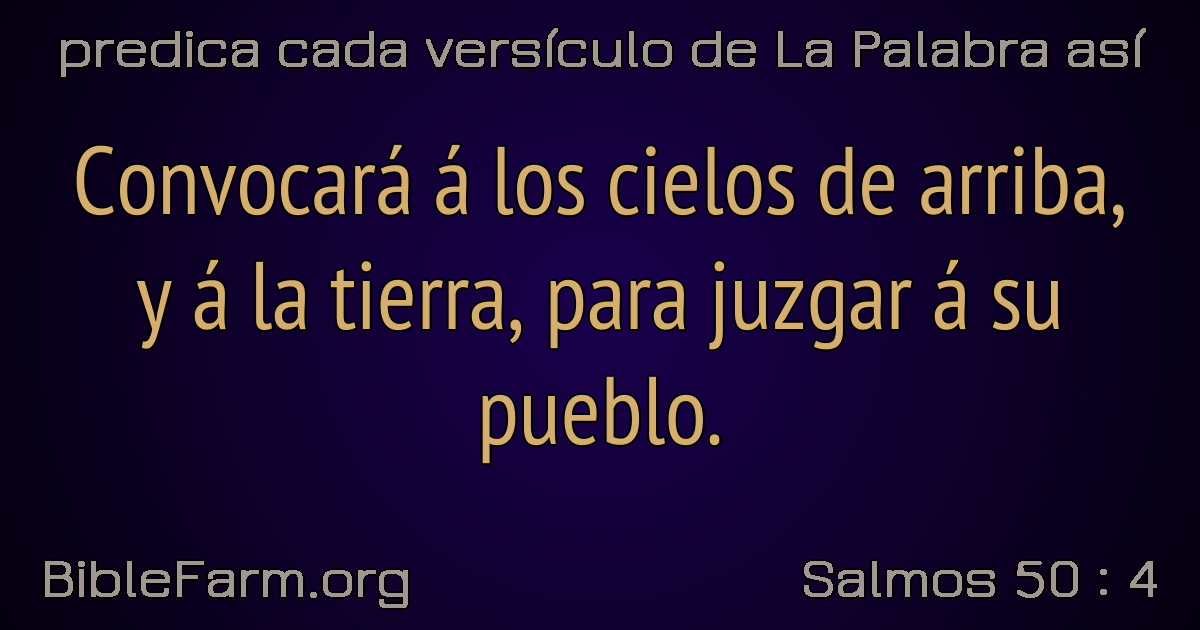 predica cada versículo de La Palabra así
Convocará á los cielos de arriba,
y á la tierra, para juzgar á su
pueblo.
BibleFarm.org
Salmos 50 : 4